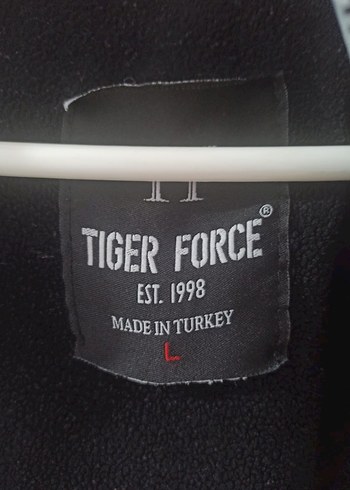 TIGER FORCE®
EST. 1998
MADE IN TURKEY
L